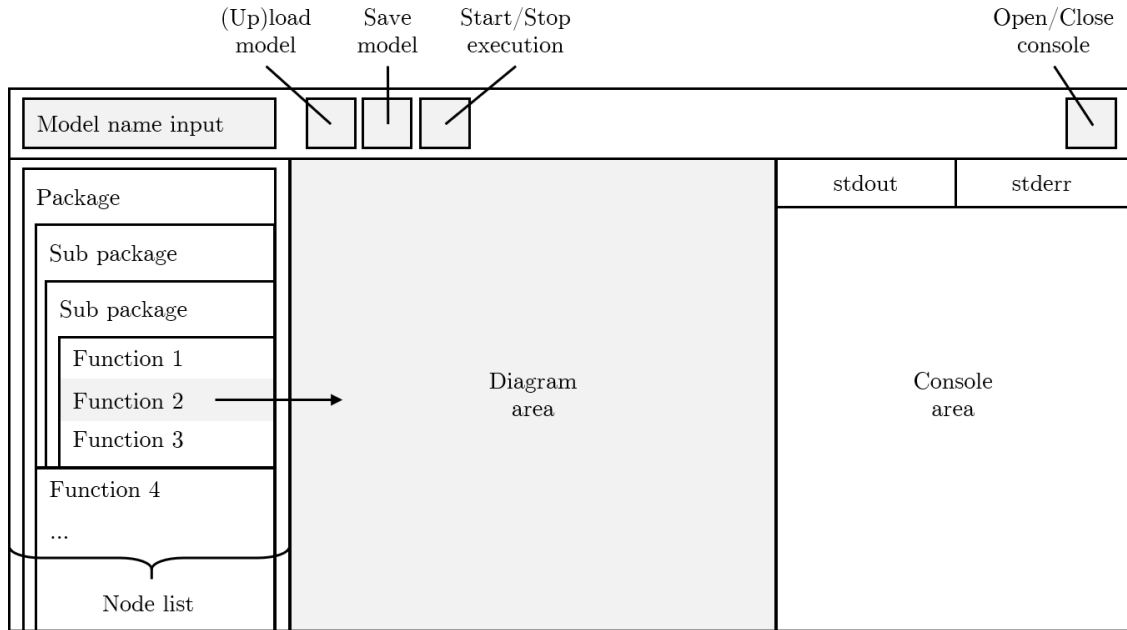 (Up)load
model
Save
model
Start/Stop
execution
Open/Close
console
Model name input
Package
Sub package
Sub package
Function 1
Function 2
Function 3
Function 4
...
Node list
Diagram
area
stdout
stderr
Console
area